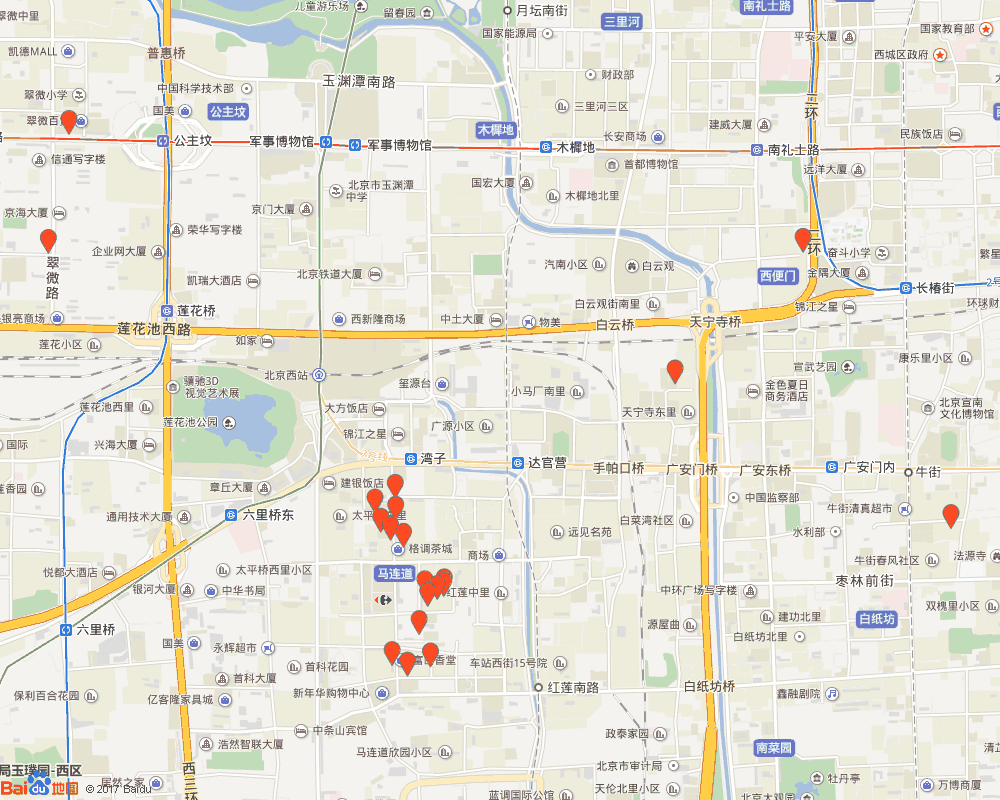 翠微中里
儿童游乐场
留春园
月坛南街
三里河
南礼士路
平安大厦
国家教育部
凯德MALL
普惠桥
国家能源局
西城区政府
玉渊潭南路
中国科学技术部
财政部
翠微小学
二环
国美
公主坟
三里河三区
翠微百
木樨地
长安商场
建威大厦
民族饭店
公主坟
军事博物馆
军事博物馆
木樨地
南礼士路
信通写字楼
首都博物馆
远洋大厦
北京市玉渊潭
中学
国宏大厦
木樨地北里
京海大厦
京门大厦
荣华写字楼
企业网大厦
二环
奋斗小学
翠微路
汽南小区
白云观
西便门
金隅大厦
凯瑞大酒店
北京铁道大厦
长椿街
2号
锦江之星
环球财
莲花桥
白云观街南里
银亮商场
西新隆商场
中土大厦
物美
白云桥
天宁寺桥
莲花池西路
莲花小区
如家
康乐里小区
宣武艺园
北京西站
骧驰3D
视觉艺术展
玺源台
小马厂南里
金色夏日
商务酒店
莲花池西里
大方饭店
天宁寺东里
北京宣南
文化博物馆
莲花池公园
锦江之星
广源小区
国际
兴海大厦
7号线
湾子
达官营
手帕口桥
广安门桥
广安东桥
广安门内
牛街
莲香园
章丘大厦
建银饭店
中国监察部
通用技术大厦
六里桥东
太平
里
白菜湾社区
牛街清真超市
远见名苑
水利部
格调茶城
商场
牛街春风社区
法源寺
悦都大酒店
太平桥西里小区
马连道
枣林前街
银河大厦
中华书局
红莲中里
中环广场写字楼
双槐里小区
六里桥
建功北里
白纸坊
源屋曲
白纸坊北里
国美
永辉超市
富
香堂
车站西街15号院
首科花园
首科大厦
保利百合花园
亿客隆家具城
新年华购物中心
红莲南路
白纸坊桥
鑫融剧院
中条山宾馆
政泰家园
浩然智联大厦
马连道欣园小区
南菜园
清立
局玉璞园-西区
西三环
北京市审计局
牡丹亭
居然之家
万博商厦
Bai du 地图
© 2017 Baidu
蓝调国际公馆
天伦北里小区
北京大观园